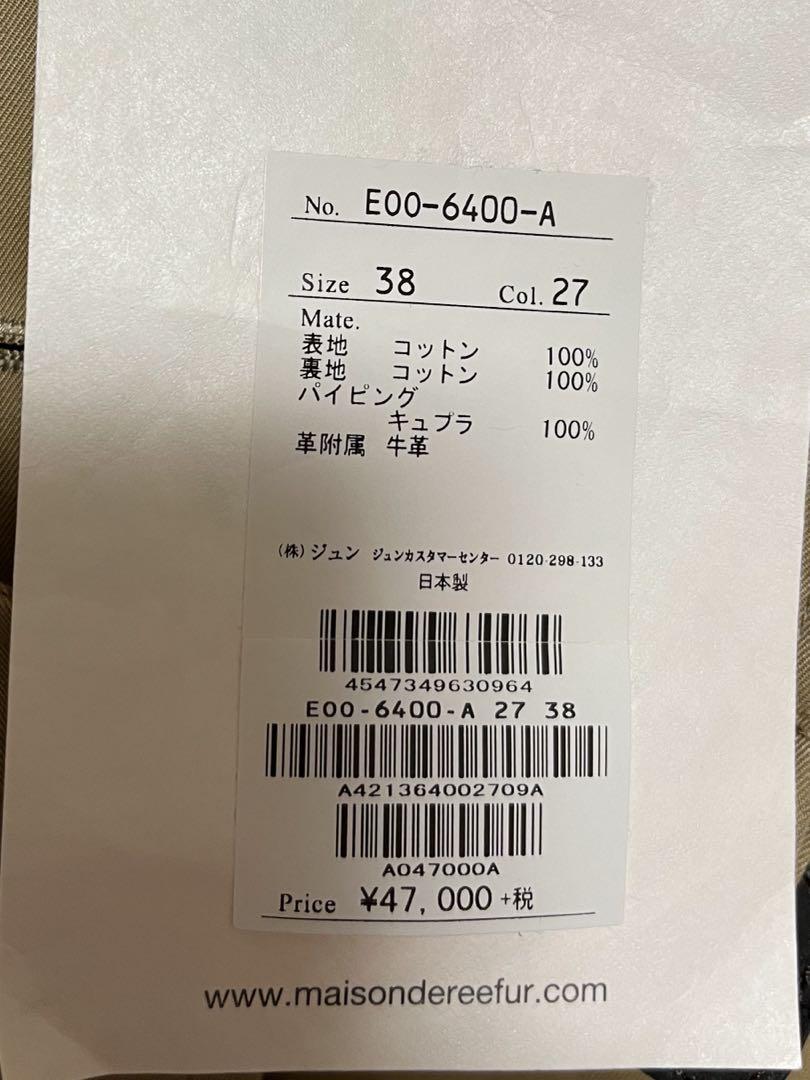 No. E00-6400-A
Size 38 Col. 27
Mate.
表地 コットン 100%
裏地 コットン 100%
パイピング
キュプラ 100%
革附属 牛革
(株)ジュン ジュンカスタマーセンター 0120-298-133
日本製
4547349630964
E00-6400-A 27 38
A421364002709A
A047000A
Price ¥47,000+税
www.maisondereefur.com